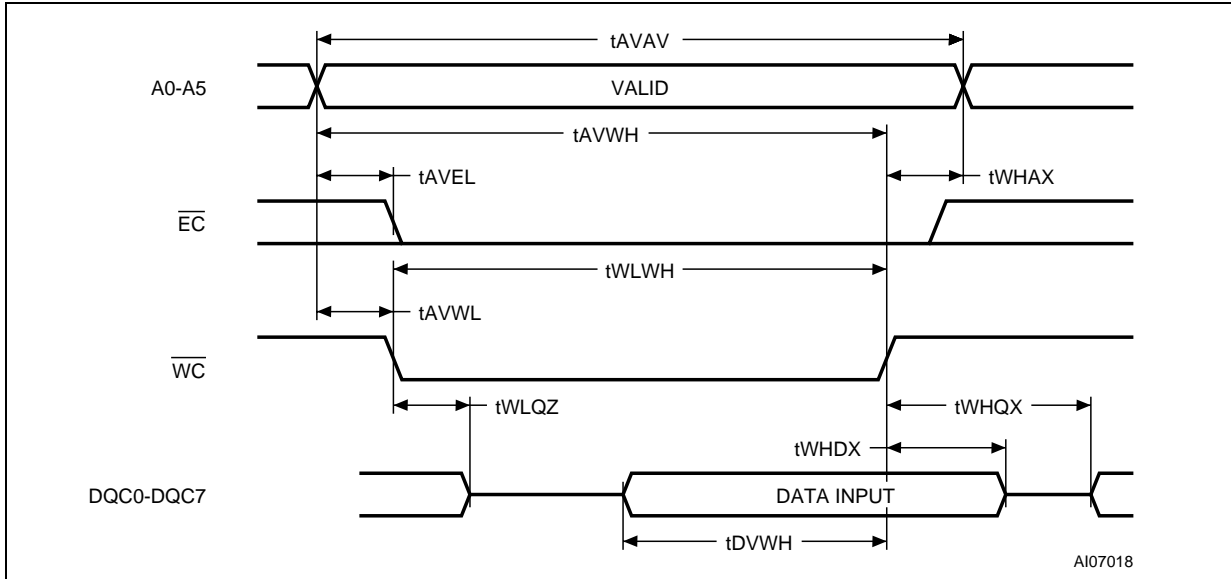 tAVAV
A0-A5
VALID
tAVWH
tAVEL
tWHAX
EC
tWLWH
tAVWL
WC
tWLQZ
tWHQX
tWHDX
DQC0-DQC7
DATA INPUT
tDVWH
AI07018